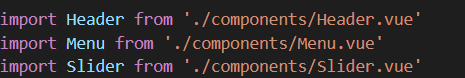 import Header from './components/Header.vue'
import Menu from './components/Menu.vue'
import Slider from './components/Slider.vue'